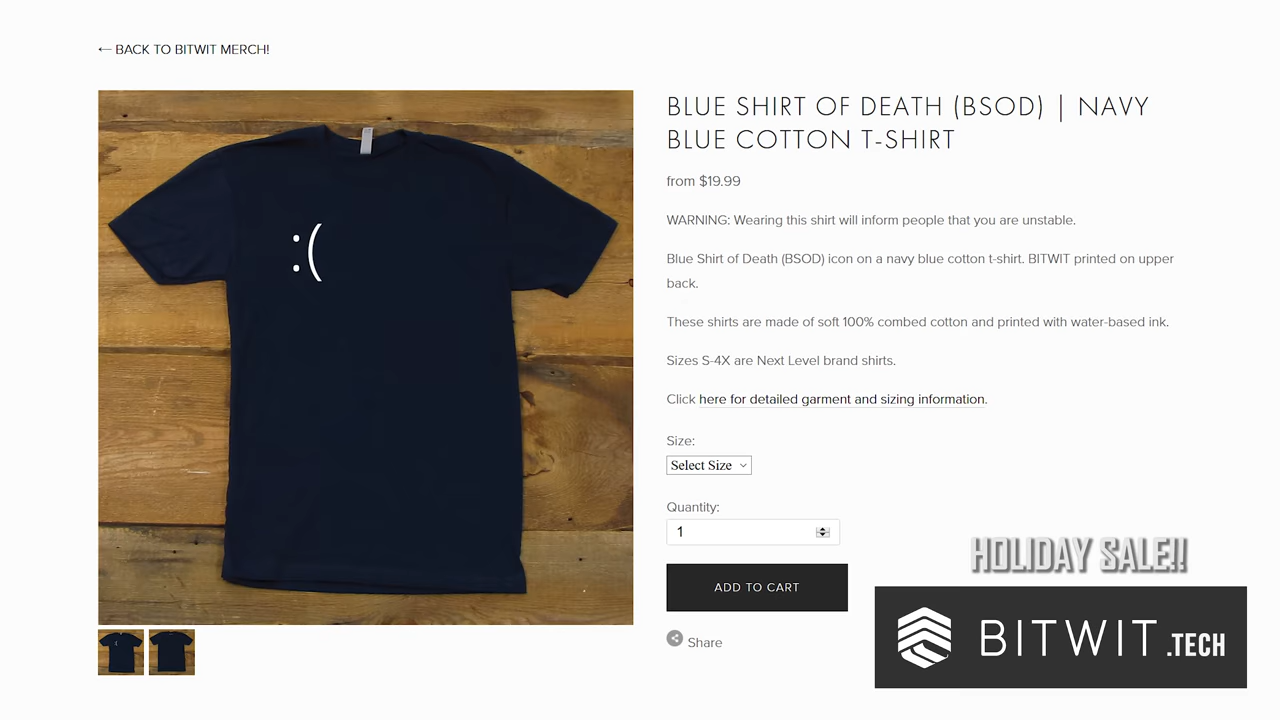 ← BACK TO BITWIT MERCH!
:(
BLUE SHIRT OF DEATH (BSOD) | NAVY
BLUE COTTON T-SHIRT
from $19.99
WARNING: Wearing this shirt will inform people that you are unstable.
Blue Shirt of Death (BSOD) icon on a navy blue cotton t-shirt. BITWIT printed on upper
back.
These shirts are made of soft 100% combed cotton and printed with water-based ink.
Sizes S-4X are Next Level brand shirts.
Click here for detailed garment and sizing information.
Size:
Select Size
Quantity:
1
ADD TO CART
Share
HOLIDAY SALE!!
BITWIT.TECH